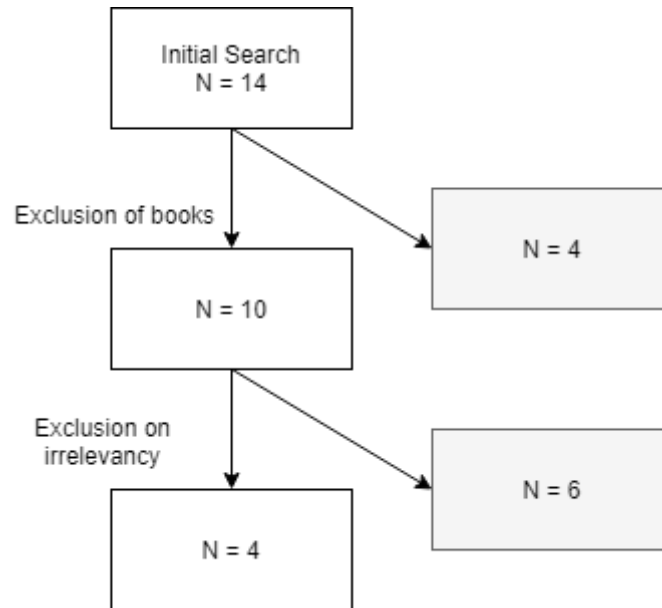 Initial Search
N = 14
Exclusion of books
N = 4
N = 10
Exclusion on
irrelevancy
N = 6
N = 4